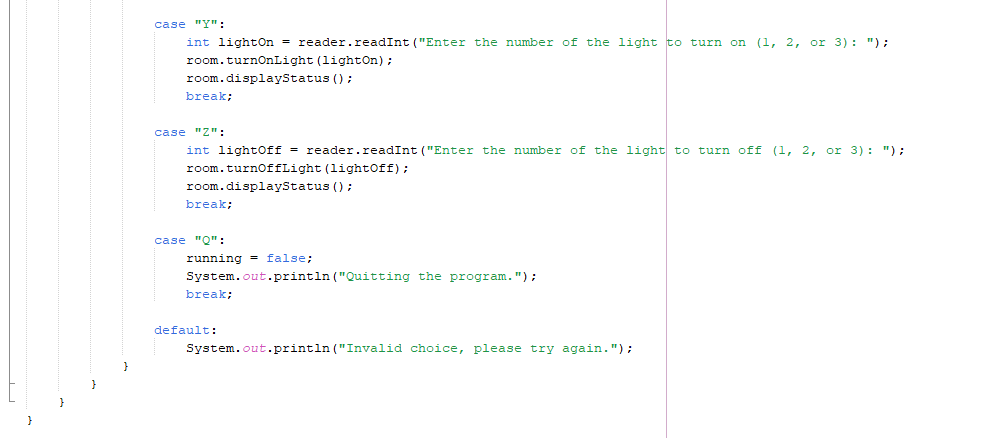 case "Y":
int lightOn = reader.readInt("Enter the number of the light to turn on (1, 2, or 3): ");
room.turnOnLight(lightOn);
room.displayStatus();
break;
case "Z":
int lightOff = reader.readInt("Enter the number of the light to turn off (1, 2, or 3): ");
room.turnOffLight(lightOff);
room.displayStatus();
break;
case "Q":
running = false;
System.out.println("Quitting the program.");
break;
default:
System.out.println("Invalid choice, please try again.");
}
}
}
}